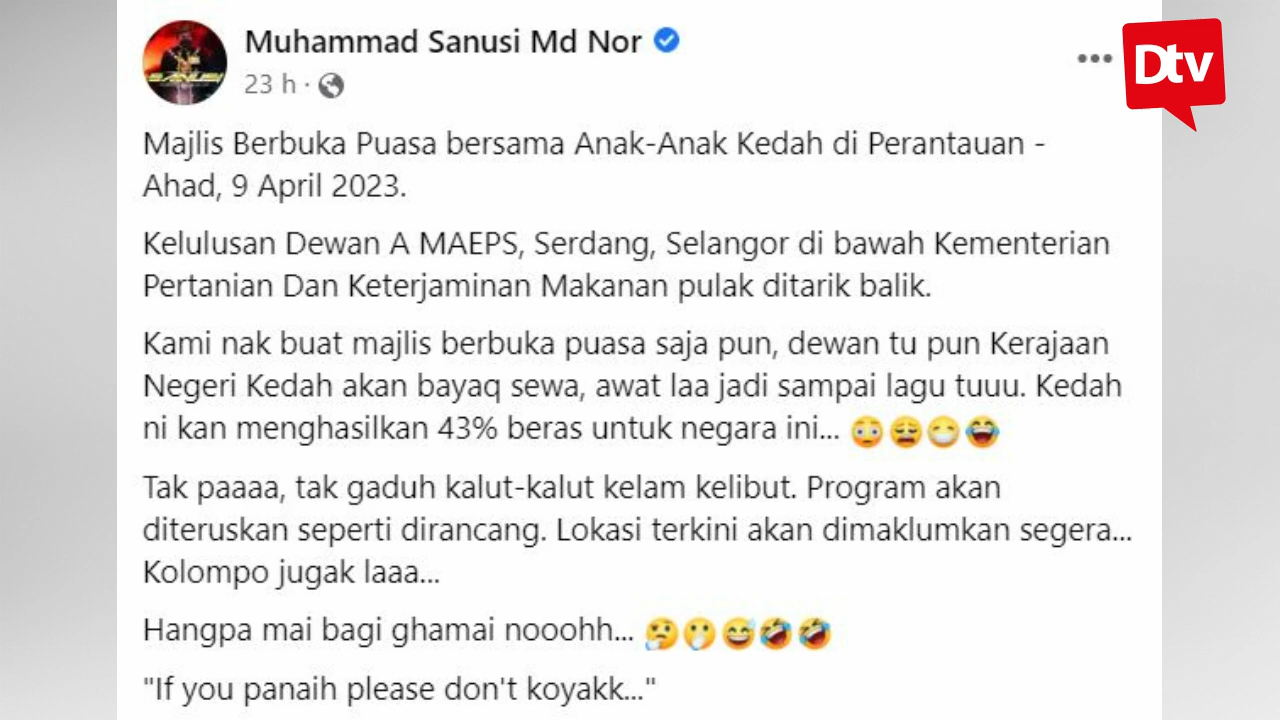 Muhammad Sanusi Md Nor
23 h ·
Dtv
Majlis Berbuka Puasa bersama Anak-Anak Kedah di Perantauan -
Ahad, 9 April 2023.
Kelulusan Dewan A MAEPS, Serdang, Selangor di bawah Kementerian
Pertanian Dan Keterjaminan Makanan pulak ditarik balik.
Kami nak buat majlis berbuka puasa saja pun, dewan tu pun Kerajaan
Negeri Kedah akan bayaq sewa, awat laa jadi sampai lagu tuuu. Kedah
ni kan menghasilkan 43% beras untuk negara ini... 😳😩😁😂
Tak paaaa, tak gaduh kalut-kalut kelam kelibut. Program akan
diteruskan seperti dirancang. Lokasi terkini akan dimaklumkan segera...
Kolompo jugak laaa...
Hangpa mai bagi ghamai nooohh... 😮‍💨🫢😅🤣🤣
"If you panaih please don't koyakk..."